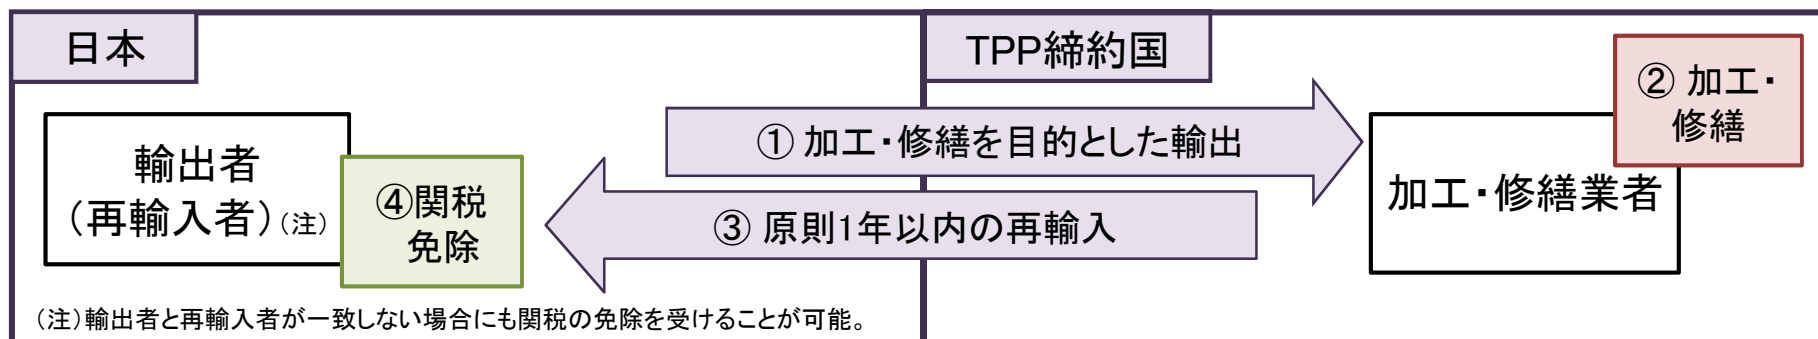 日本
TPP締約国
② 加工・
修繕
① 加工・修繕を目的とした輸出
輸出者
（再輸入者）（注）
④関税
免除
加工・修繕業者
③ 原則1年以内の再輸入
（注）輸出者と再輸入者が一致しない場合にも関税の免除を受けることが可能。